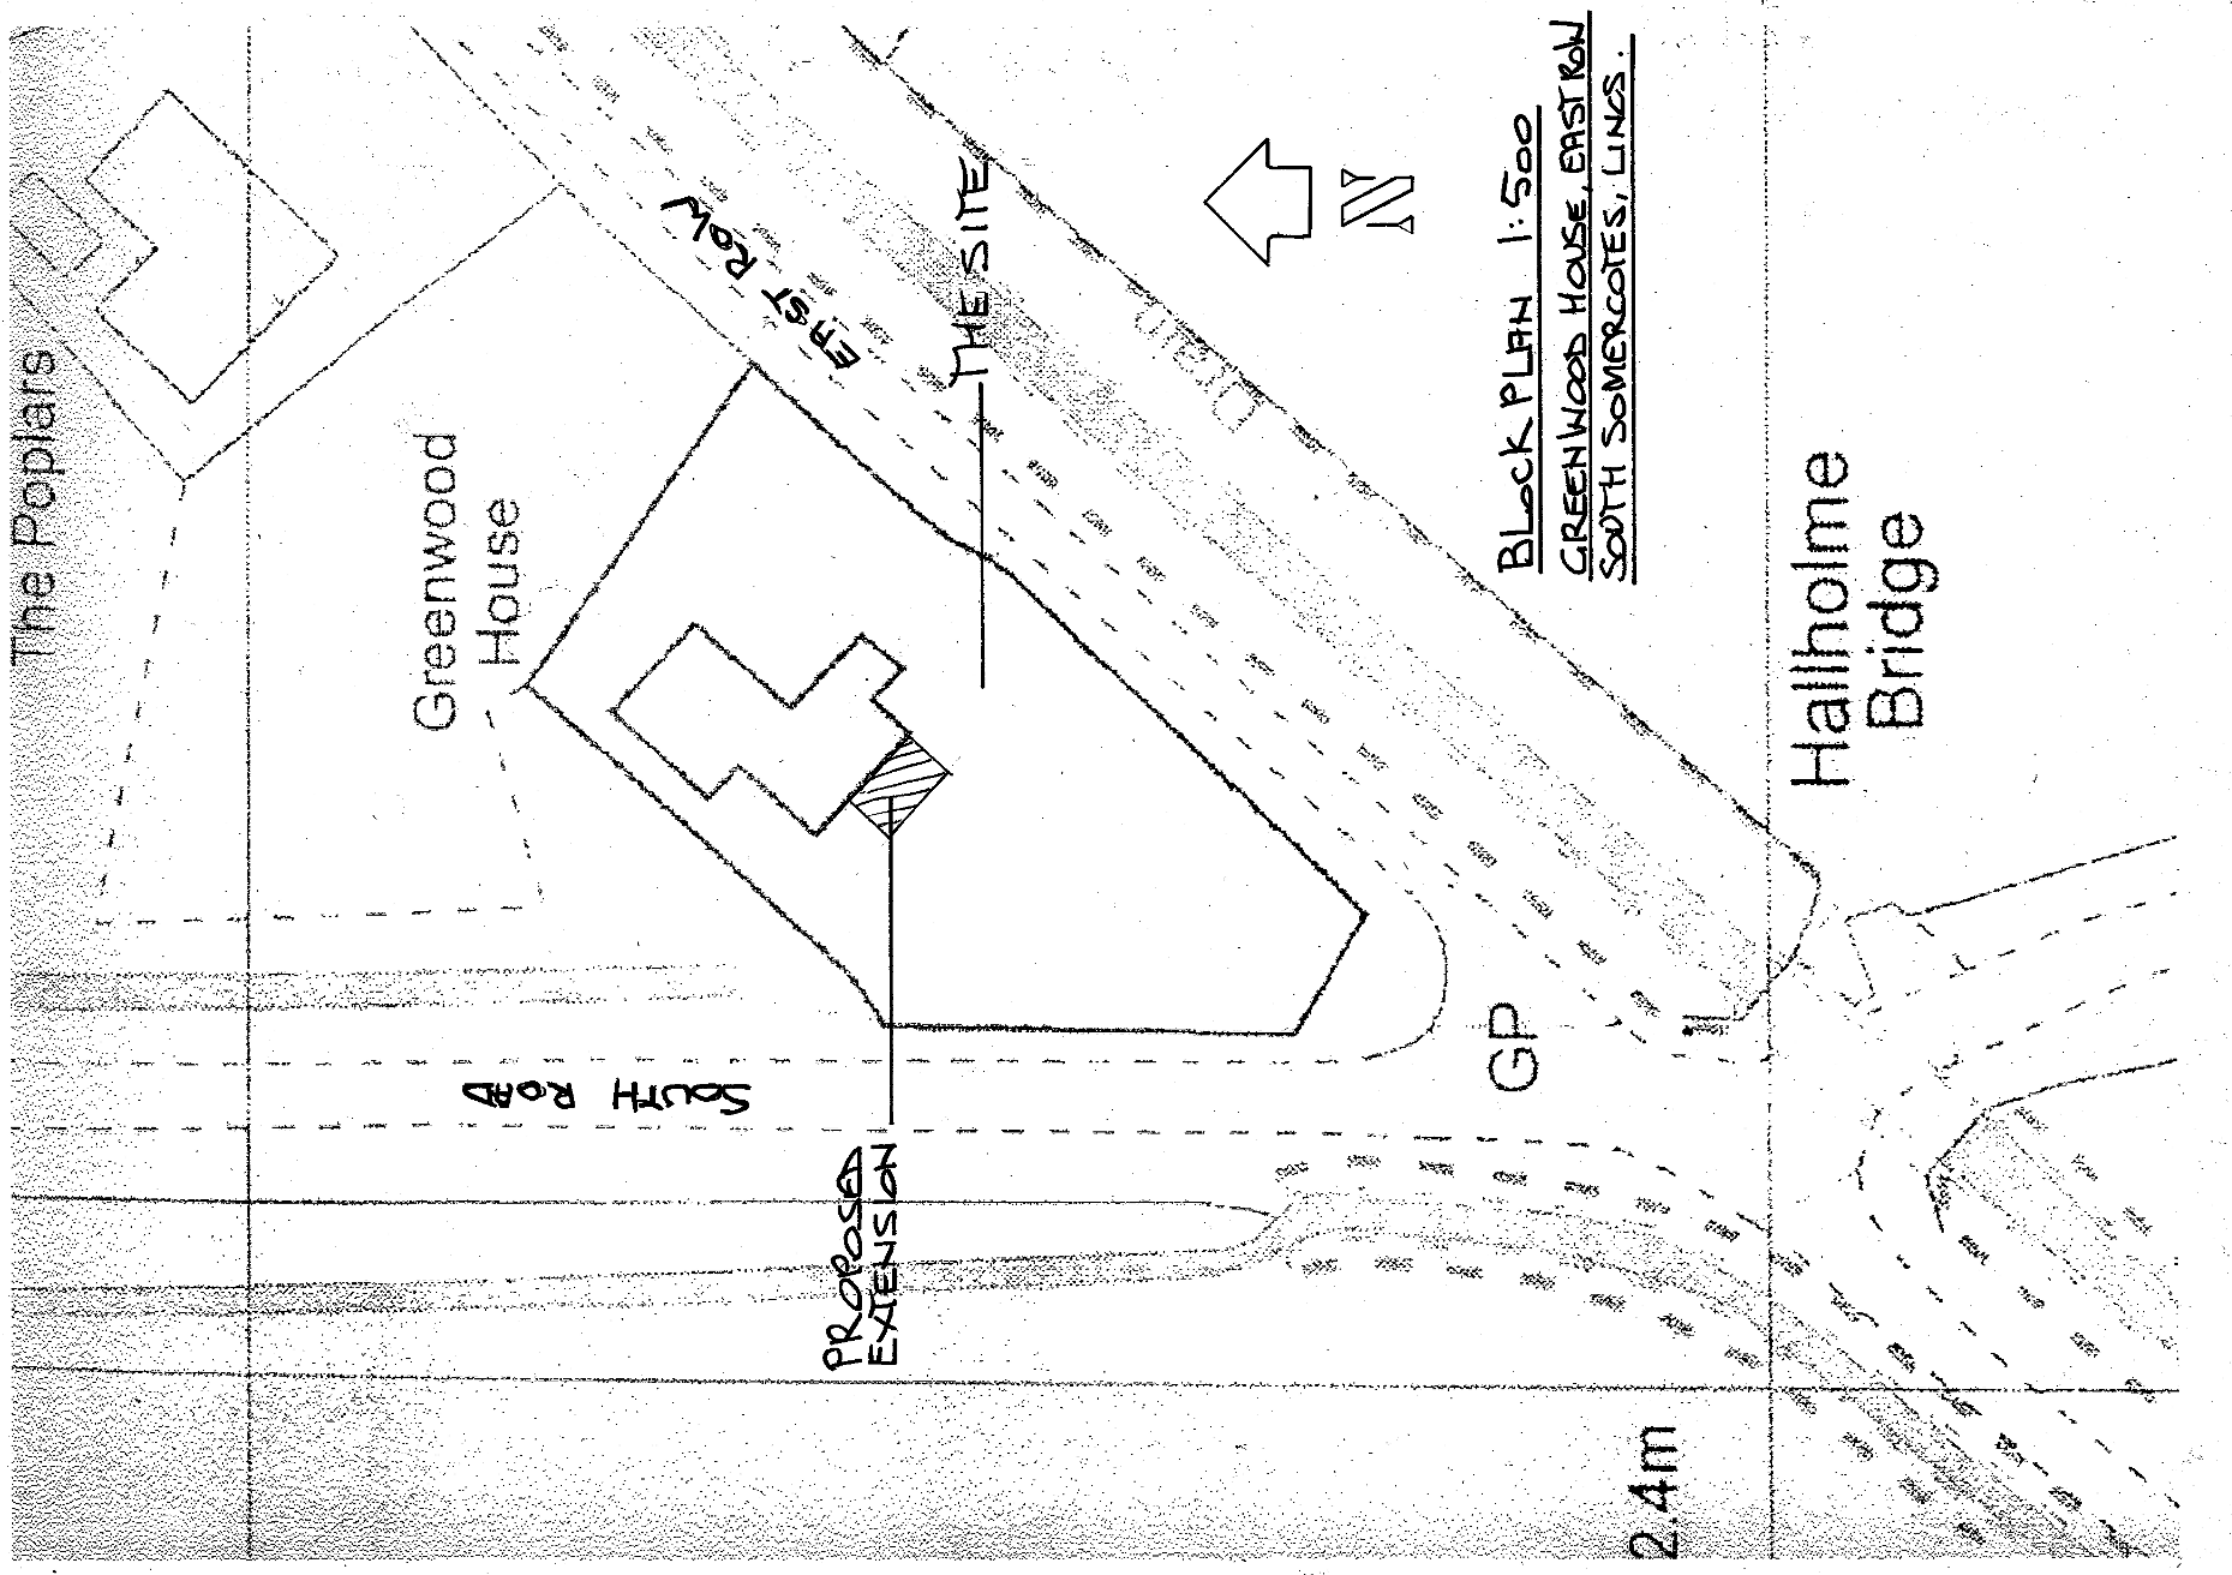 The Poplars
Greenwood
House
EAST ROW
THE SITE
Drain
N
BLOCK PLAN 1:500
GREENWOOD HOUSE, EAST ROW
SOUTH SOMERCOTES, LINCS.
Hallholme
Bridge
GP
SOUTH ROAD
PROPOSED
EXTENSION
2.4m